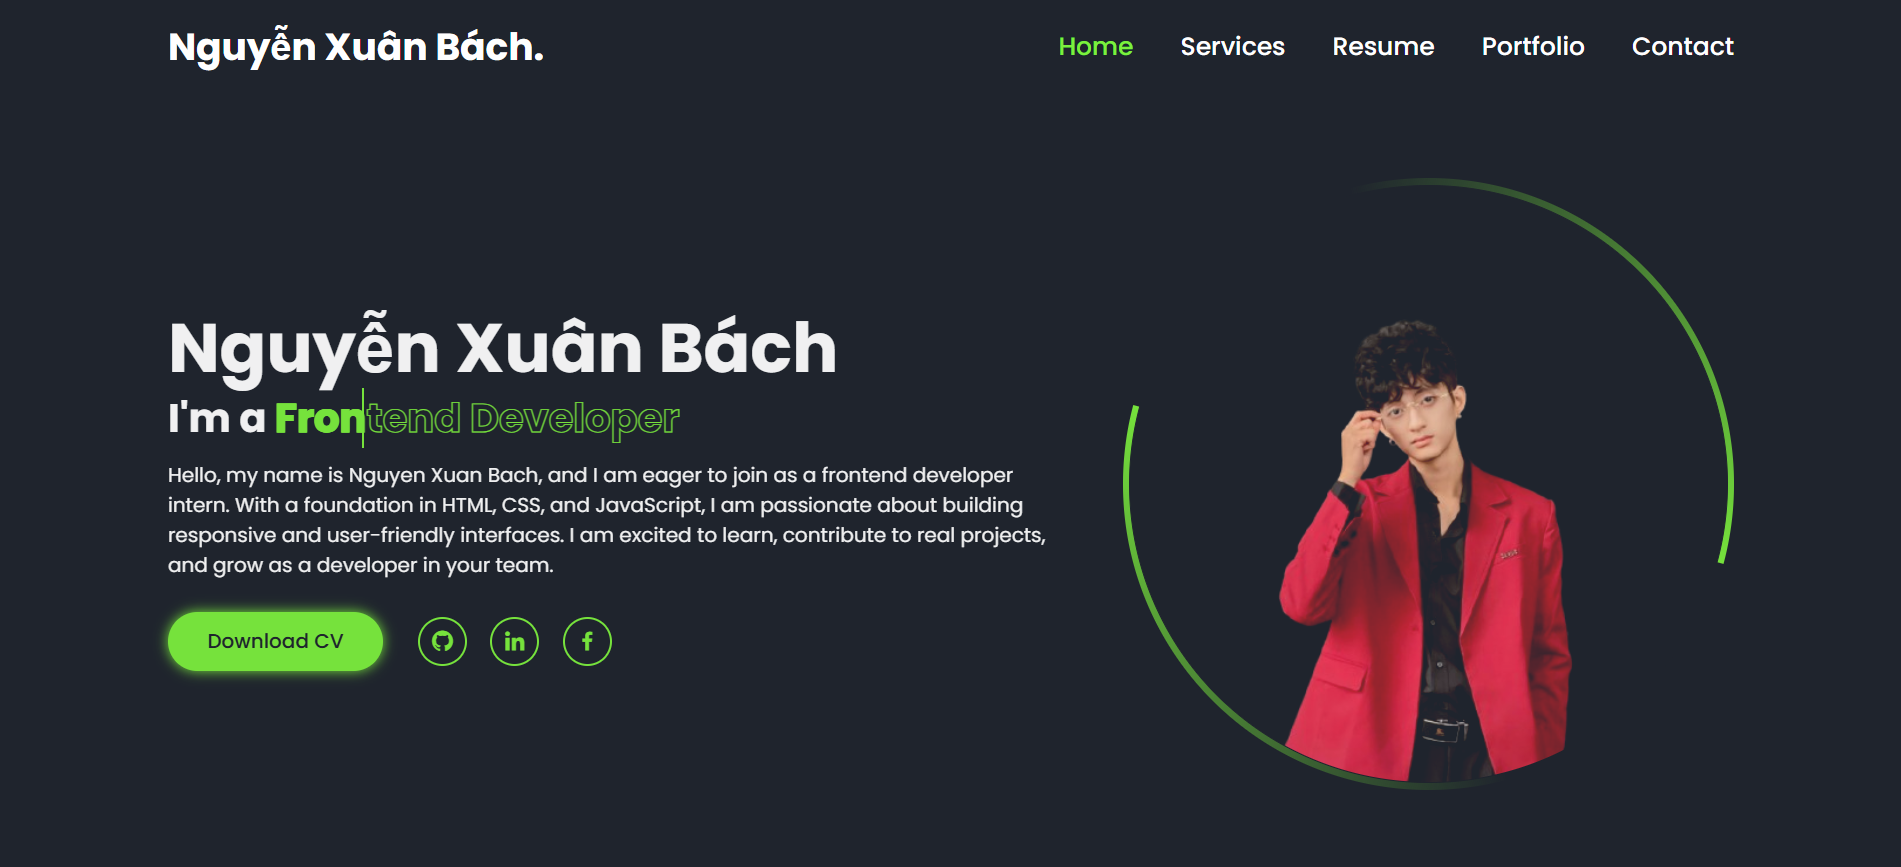 Nguyễn Xuân Bách.
Home Services Resume Portfolio Contact
Nguyễn Xuân Bách
I'm a Frontend Developer
Hello, my name is Nguyen Xuan Bach, and I am eager to join as a frontend developer
intern. With a foundation in HTML, CSS, and JavaScript, I am passionate about building
responsive and user-friendly interfaces. I am excited to learn, contribute to real projects,
and grow as a developer in your team.
Download CV
in
f